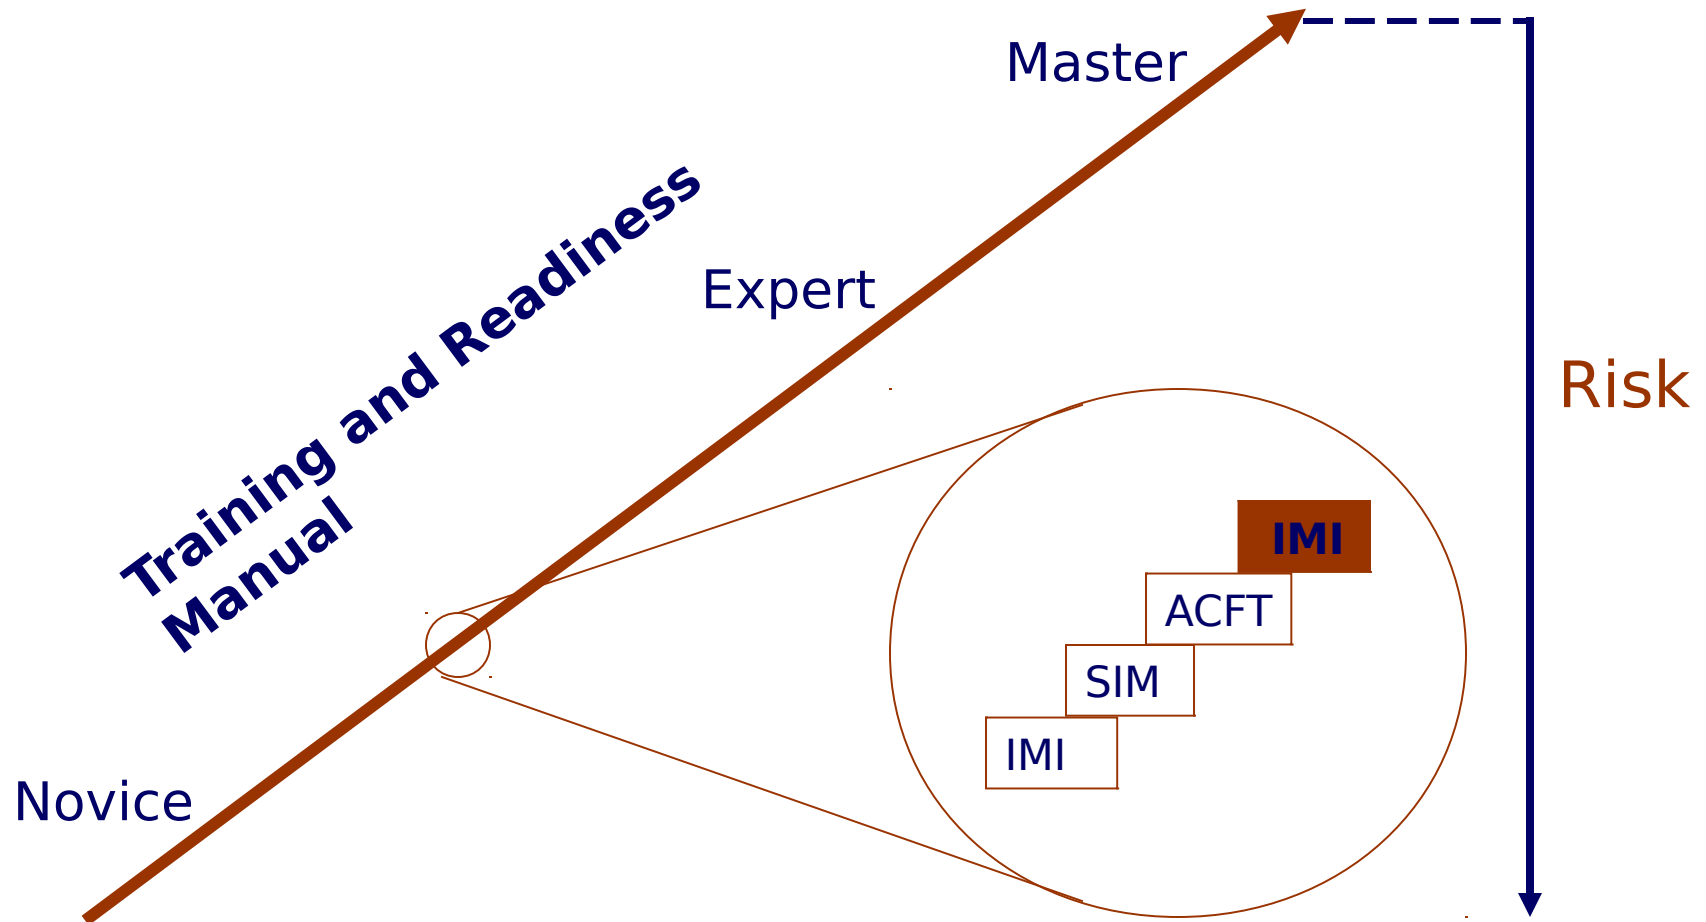 Master
Training and Readiness
Manual
Expert
Risk
IMI
ACFT
SIM
IMI
Novice